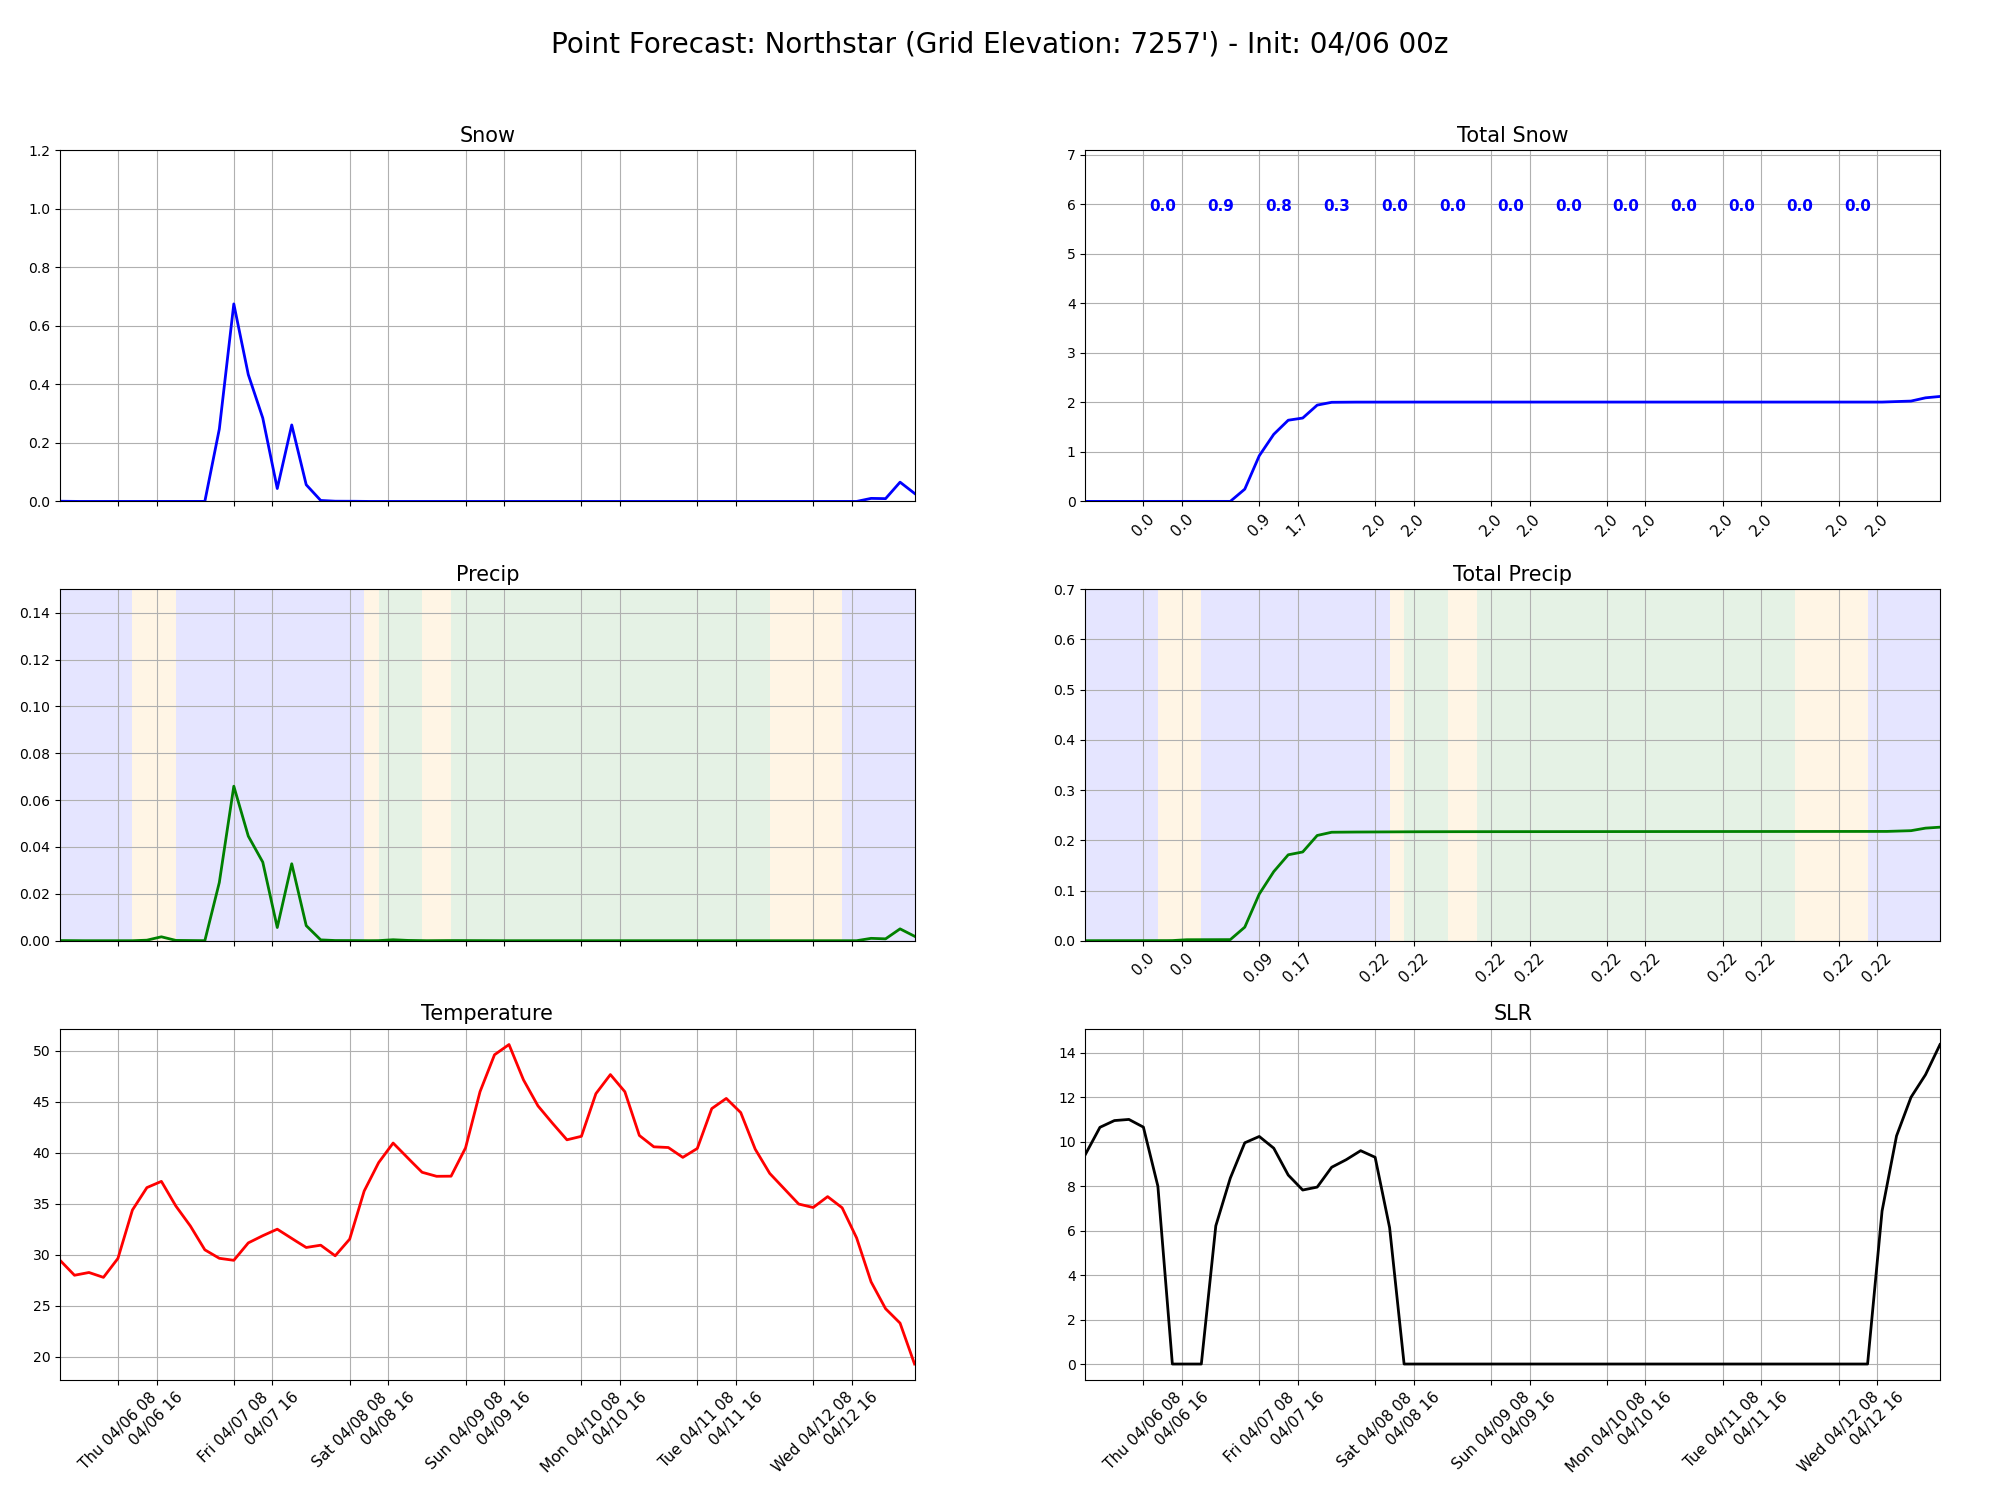 Point Forecast: Northstar (Grid Elevation: 7257') - Init: 04/06 00z
Snow
1.2
1.0
0.8
0.6
0.4
0.2
0.0
Total Snow
7
6
5
4
3
2
1
0
0.0 0.9 0.8 0.3 0.0 0.0 0.0 0.0 0.0 0.0 0.0 0.0 0.0
0.0 0.0 0.9 1.7 2.0 2.0 2.0 2.0 2.0 2.0 2.0 2.0 2.0 2.0
Precip
0.14
0.12
0.10
0.08
0.06
0.04
0.02
0.00
Total Precip
0.7
0.6
0.5
0.4
0.3
0.2
0.1
0.0
0.0 0.0 0.09 0.17 0.22 0.22 0.22 0.22 0.22 0.22 0.22 0.22 0.22 0.22
Temperature
50
45
40
35
30
25
20
Thu 04/06 08
04/06 16
Fri 04/07 08
04/07 16
Sat 04/08 08
04/08 16
Sun 04/09 08
04/09 16
Mon 04/10 08
04/10 16
Tue 04/11 08
04/11 16
Wed 04/12 08
04/12 16
SLR
14
12
10
8
6
4
2
0
Thu 04/06 08
04/06 16
Fri 04/07 08
04/07 16
Sat 04/08 08
04/08 16
Sun 04/09 08
04/09 16
Mon 04/10 08
04/10 16
Tue 04/11 08
04/11 16
Wed 04/12 08
04/12 16